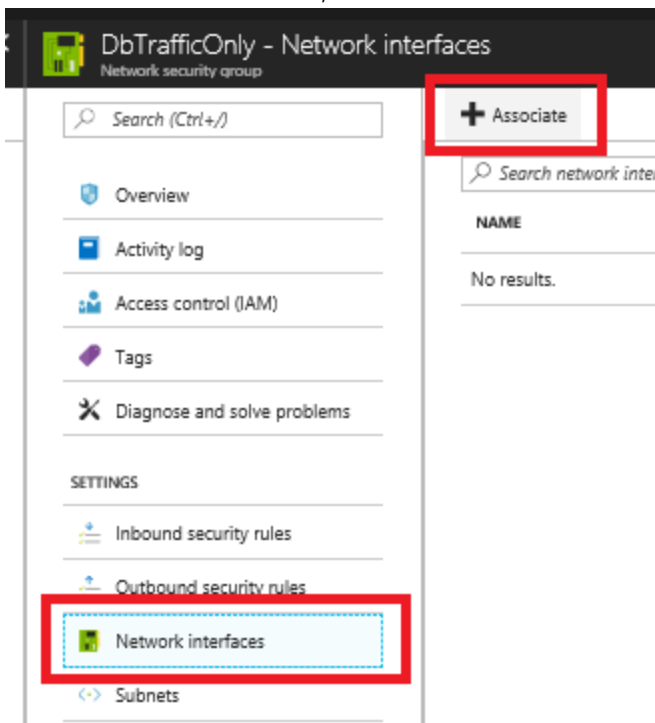 DbTrafficOnly - Network interfaces
Network security group
Search (Ctrl+/)
Overview
Activity log
Access control (IAM)
Tags
Diagnose and solve problems
SETTINGS
Inbound security rules
Outbound security rules
Network interfaces
Subnets
Associate
Search network inter
NAME
No results.